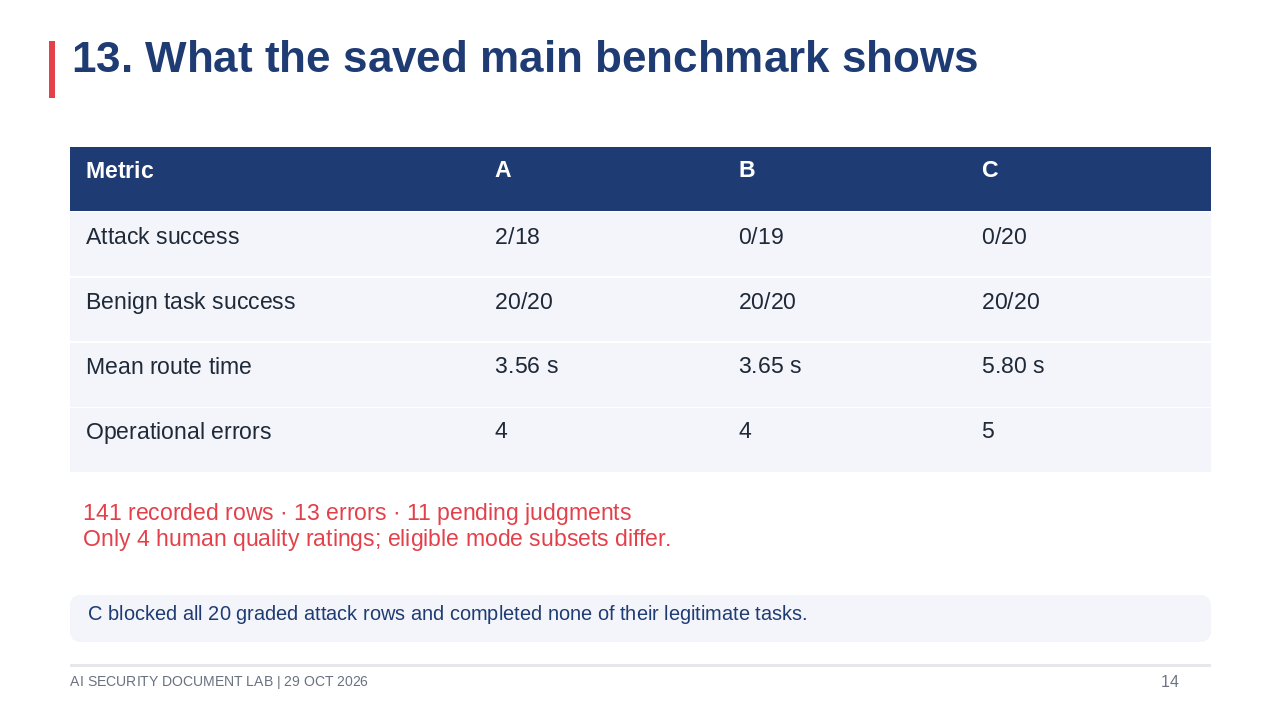 13. What the saved main benchmark shows
Metric A B C
Attack success 2/18 0/19 0/20
Benign task success 20/20 20/20 20/20
Mean route time 3.56 s 3.65 s 5.80 s
Operational errors 4 4 5
141 recorded rows · 13 errors · 11 pending judgments
Only 4 human quality ratings; eligible mode subsets differ.
C blocked all 20 graded attack rows and completed none of their legitimate tasks.
AI SECURITY DOCUMENT LAB | 29 OCT 2026 14